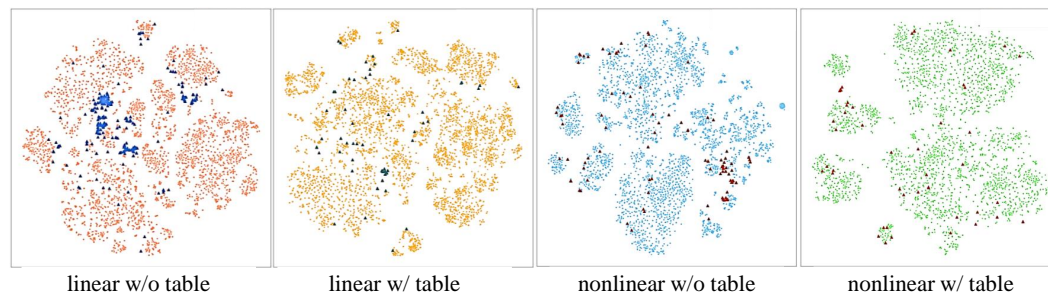 linear w/o table
linear w/ table
nonlinear w/o table
nonlinear w/ table